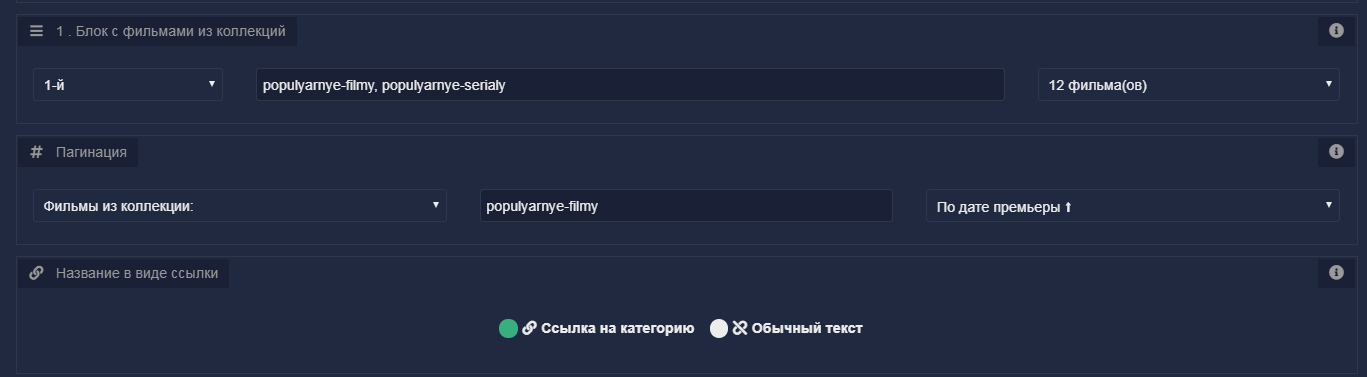 1 . Блок с фильмами из коллекций
1-й populyarnye-filmy, populyarnye-serialy 12 фильма(ов)
# Пагинация
Фильмы из коллекции: populyarnye-filmy По дате премьеры ⬆
Название в виде ссылки
Ссылка на категорию Обычный текст